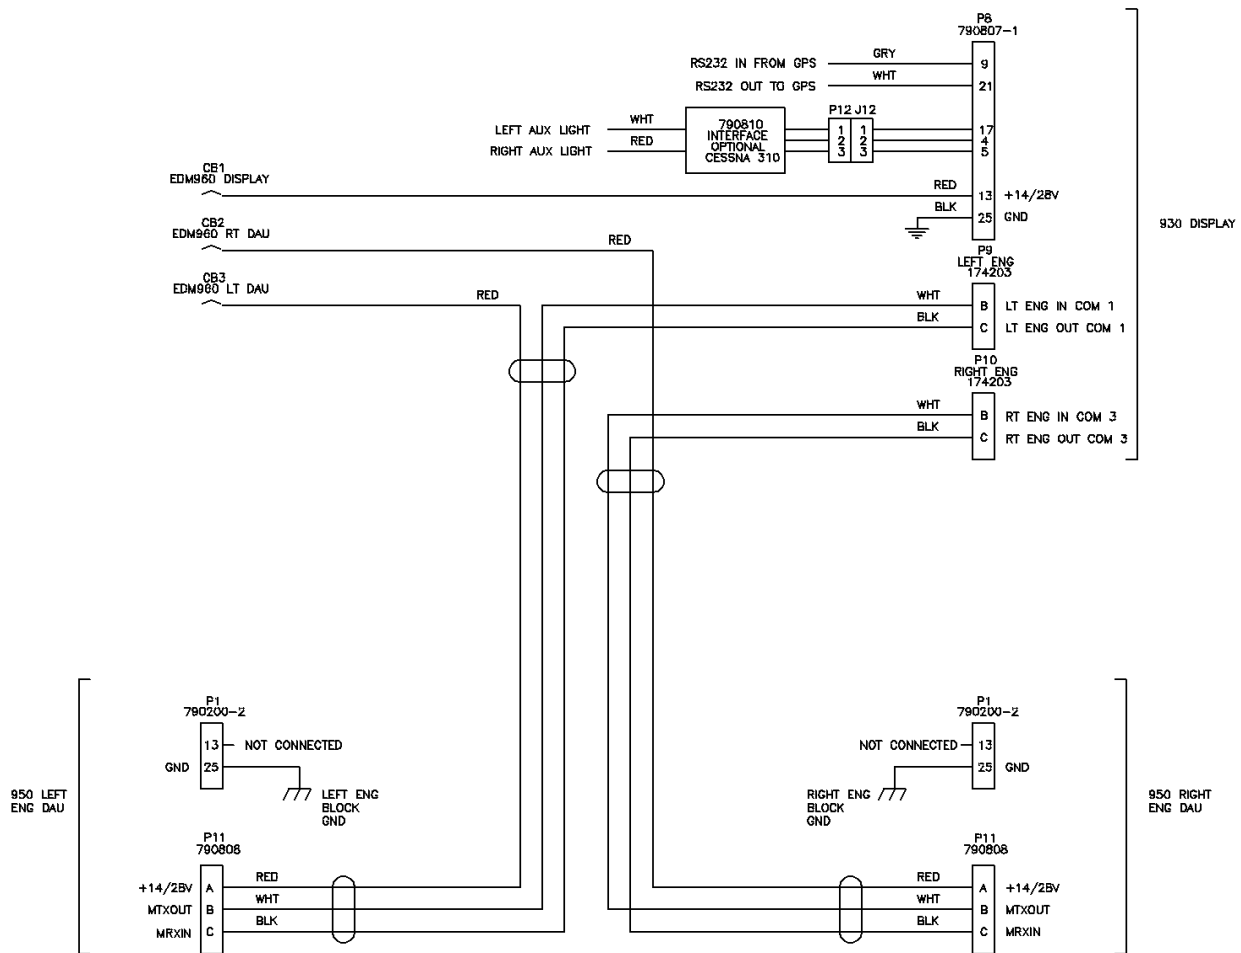 P8
790807-1
RS232 IN FROM GPS GRY 9
RS232 OUT TO GPS WHT 21
P12 J12
LEFT AUX LIGHT WHT 1 1 17
2 2 4
RIGHT AUX LIGHT RED 3 3 5
790810
INTERFACE
OPTIONAL
CESSNA 310
CB1
EDM960 DISPLAY
RED 13 +14/28V
BLK 25 GND
930 DISPLAY
CB2
EDM960 RT DAU
RED
P9
LEFT ENG
174203
CB3
EDM960 LT DAU
RED
WHT B LT ENG IN COM 1
BLK C LT ENG OUT COM 1
P10
RIGHT ENG
174203
WHT B RT ENG IN COM 3
BLK C RT ENG OUT COM 3
950 LEFT
ENG DAU
P1
790200-2
13 NOT CONNECTED
GND 25
LEFT ENG
BLOCK
GND
P11
790808
+14/28V A RED
MTXOUT B WHT
MRXIN C BLK
P1
790200-2
NOT CONNECTED 13
25 GND
RIGHT ENG
BLOCK
GND
950 RIGHT
ENG DAU
P11
790808
RED A +14/28V
WHT B MTXOUT
BLK C MRXIN